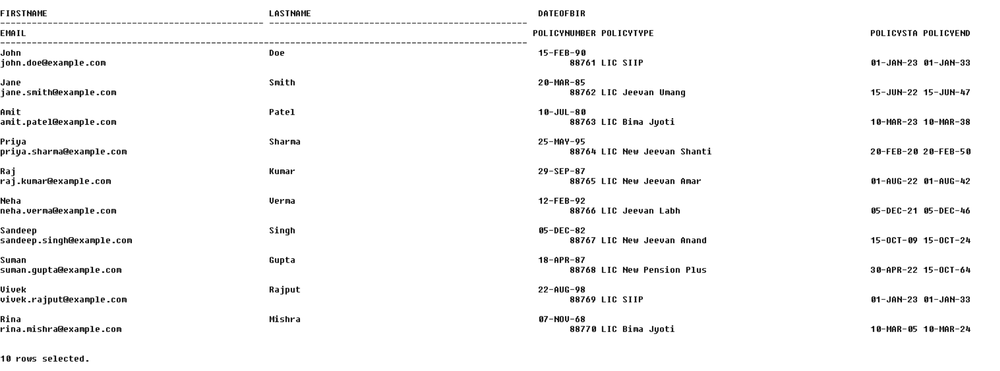 FIRSTNAME LASTNAME DATEOFBIR
-------------------------------------------------- ------------------------------------------------- 
EMAIL POLICYNUMBER POLICYTYPE POLICYSTA POLICYEND
----------------------------------------------------------------------------------------------------
John Doe 15-FEB-90
john.doe@example.com 88761 LIC SIIP 01-JAN-23 01-JAN-33
Jane Smith 20-MAR-85
jane.smith@example.com 88762 LIC Jeevan Umang 15-JUN-22 15-JUN-47
Amit Patel 10-JUL-80
amit.patel@example.com 88763 LIC Bima Jyoti 10-MAR-23 10-MAR-38
Priya Sharma 25-MAY-95
priya.sharma@example.com 88764 LIC New Jeevan Shanti 20-FEB-20 20-FEB-50
Raj Kumar 29-SEP-87
raj.kumar@example.com 88765 LIC New Jeevan Amar 01-AUG-22 01-AUG-42
Neha Verma 12-FEB-92
neha.verma@example.com 88766 LIC Jeevan Labh 05-DEC-21 05-DEC-46
Sandeep Singh 05-DEC-82
sandeep.singh@example.com 88767 LIC New Jeevan Anand 15-OCT-09 15-OCT-24
Suman Gupta 18-APR-87
suman.gupta@example.com 88768 LIC New Pension Plus 30-APR-22 15-OCT-64
Vivek Rajput 22-AUG-98
vivek.rajput@example.com 88769 LIC SIIP 01-JAN-23 01-JAN-33
Rina Mishra 07-NOV-68
rina.mishra@example.com 88770 LIC Bima Jyoti 10-MAR-05 10-MAR-24
10 rows selected.